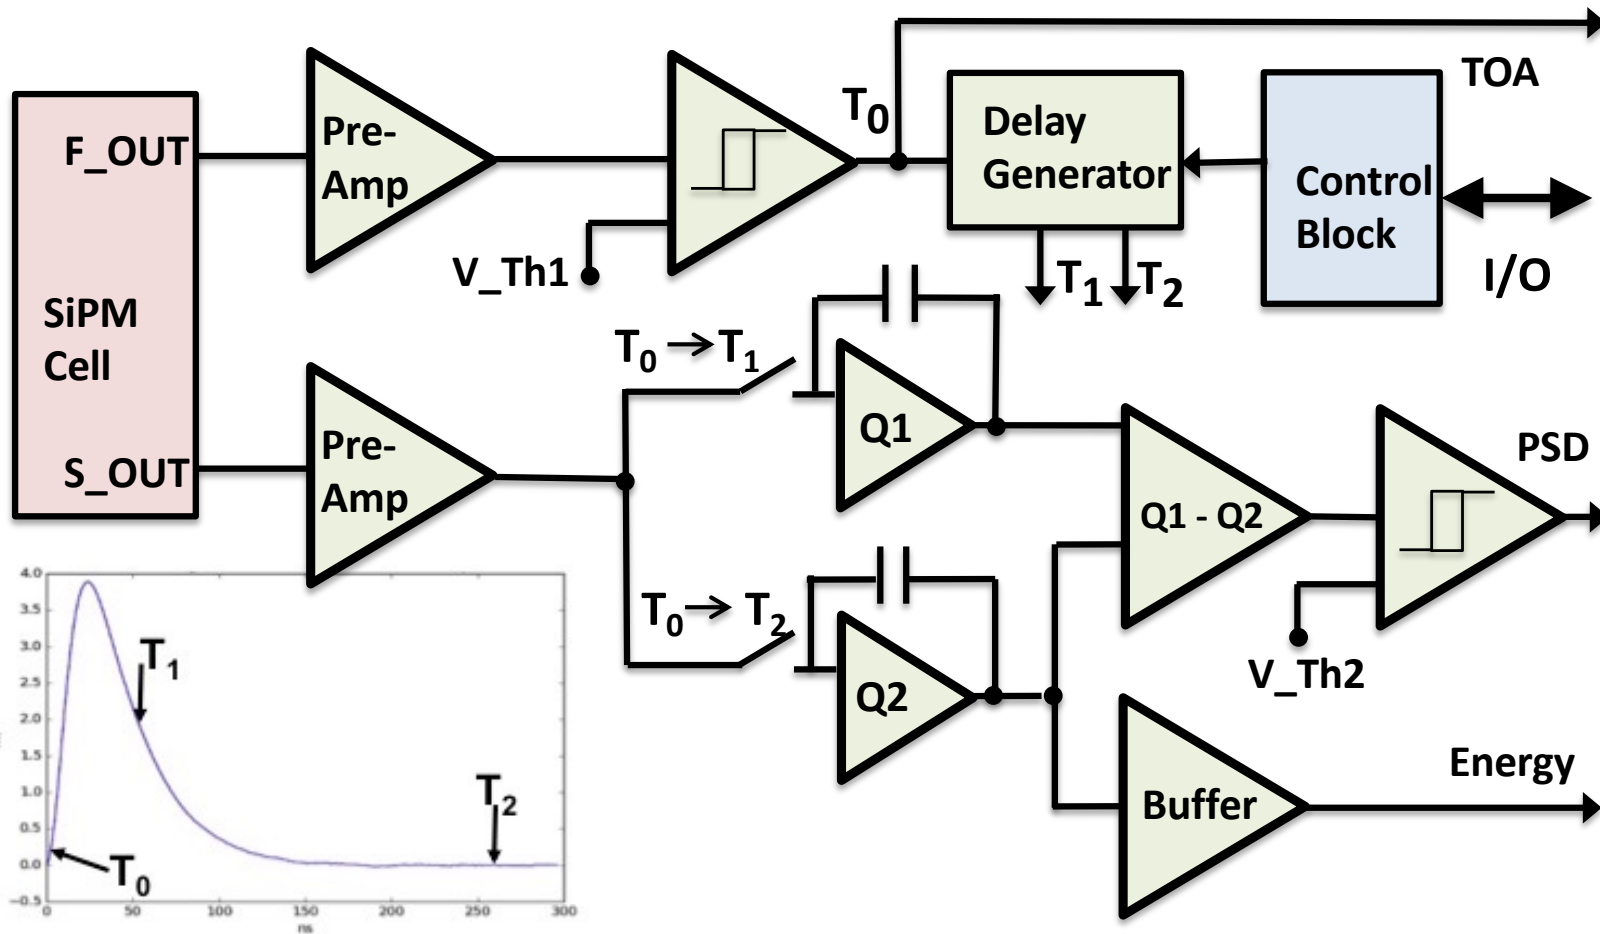 TOA
F_OUT
Pre-
Amp
T0
Delay
Generator
Control
Block
I/O
V_Th1
T1
T2
SiPM
Cell
T0 → T1
Q1
S_OUT
Pre-
Amp
Q1 - Q2
PSD
T0 → T2
Q2
V_Th2
Buffer
Energy
4.0
3.5
3.0
2.5
2.0
1.5
1.0
0.5
0.0
−0.5
T1
T2
T0
0 50 100 150 200 250 300
ns